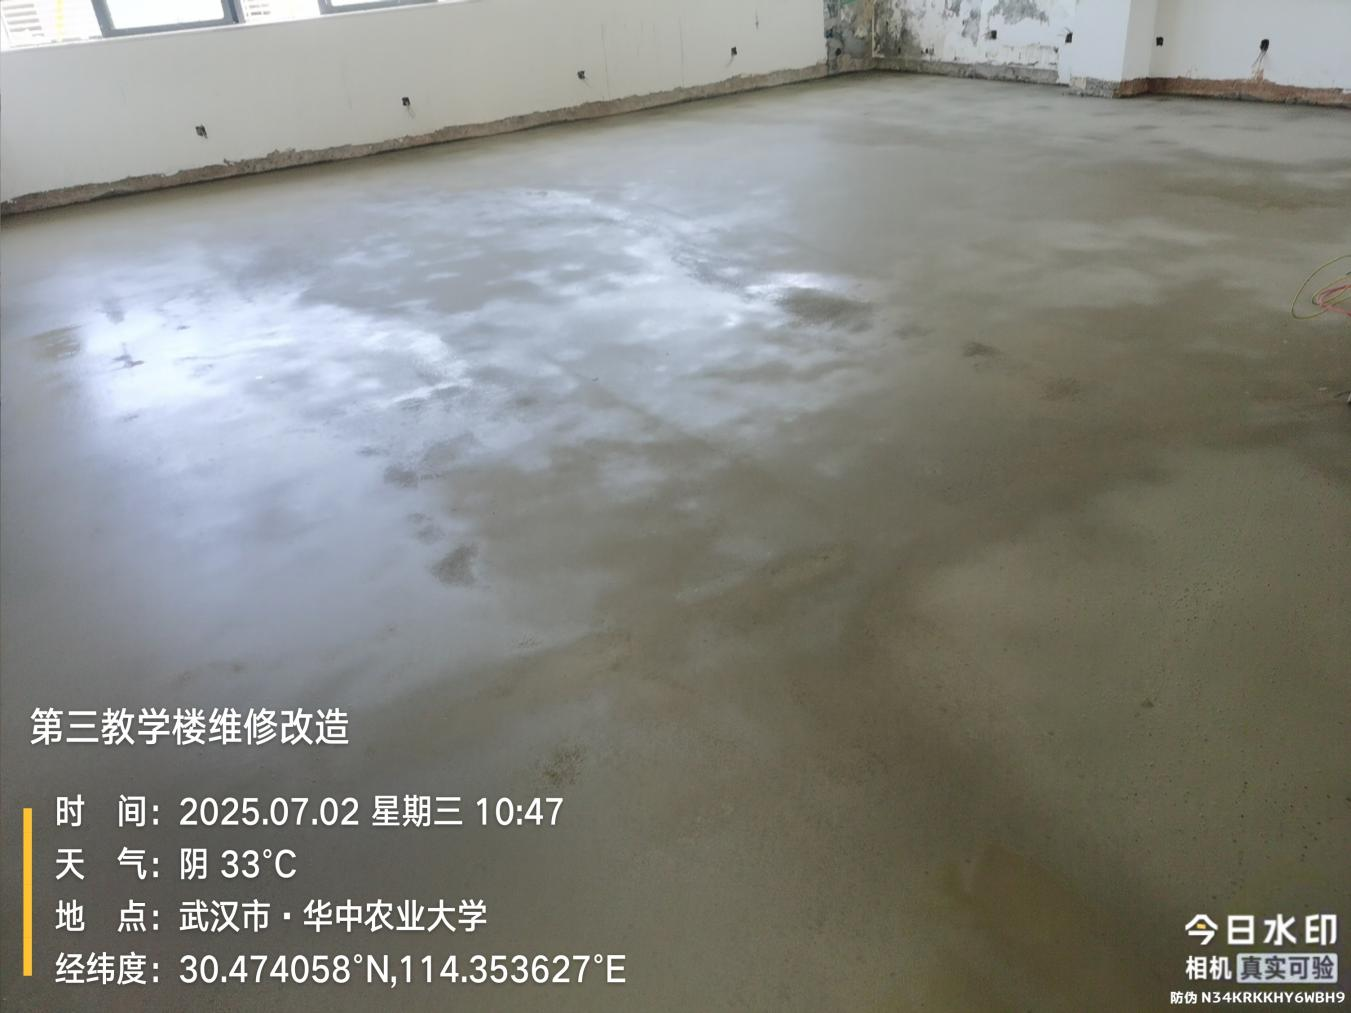 第三教学楼维修改造
时 间：2025.07.02 星期三 10:47
天 气：阴 33°C
地 点：武汉市·华中农业大学
经纬度：30.474058°N,114.353627°E
今日水印
相机 真实可验
防伪 N34KRKKHY6WBH9